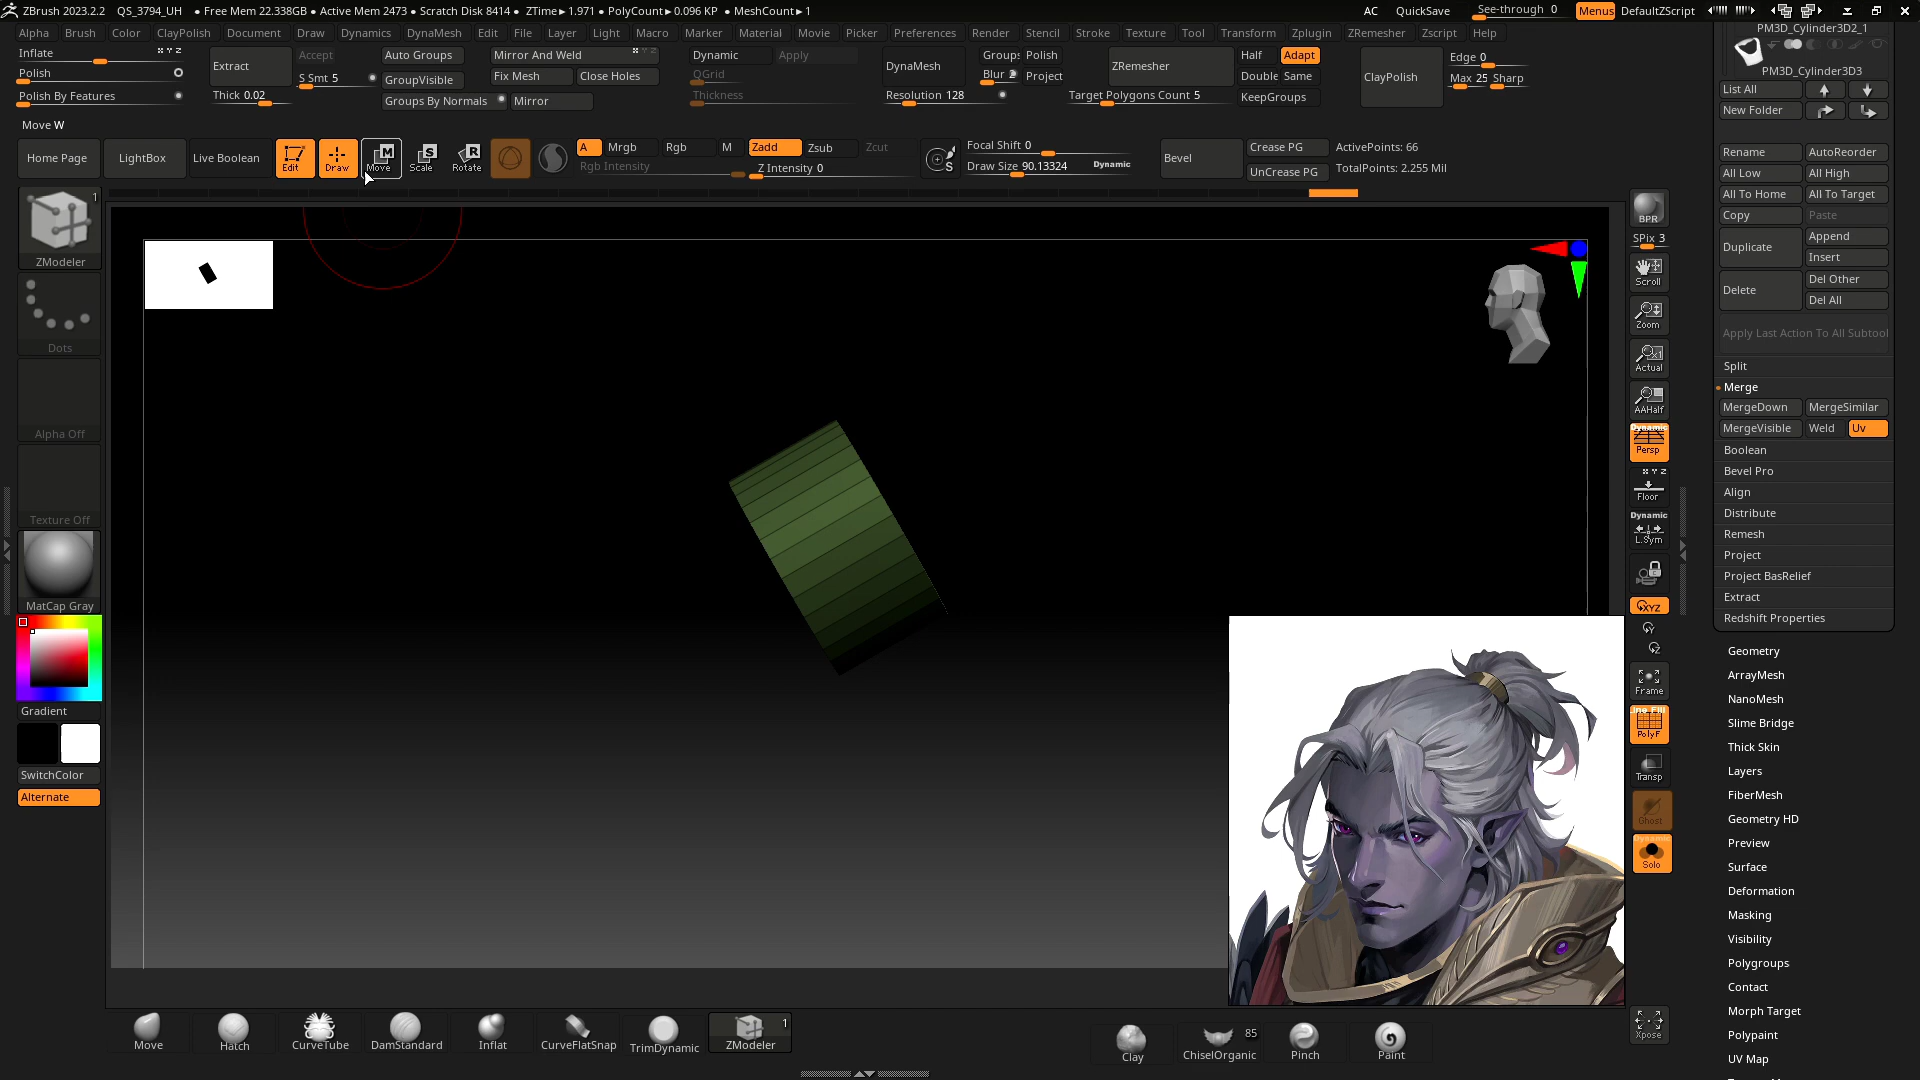 ZBrush 2023.2.2 QS_3794_UH • Free Mem 22.338GB • Active Mem 2473 • Scratch Disk 8414 • ZTime▸1.971 • PolyCount▸0.096 KP • MeshCount▸1 AC QuickSave See-through 0 Menus DefaultZScript
Alpha Brush Color ClayPolish Document Draw Dynamics DynaMesh Edit File Layer Light Macro Marker Material Movie Picker Preferences Render Stencil Stroke Texture Tool Transform Zplugin ZRemesher Zscript Help
Inflate
Polish
Polish By Features
Extract
Thick 0.02
Accept
S Smt 5
Auto Groups
GroupVisible
Groups By Normals
Mirror And Weld
Fix Mesh Close Holes
Mirror
Dynamic Apply
QGrid
Thickness
DynaMesh
Groups Polish
Blur 2 Project
Resolution 128
ZRemesher
Target Polygons Count 5
Half Adapt
Double Same
KeepGroups
ClayPolish
Edge 0
Max 25 Sharp
Move W
Home Page LightBox Live Boolean Edit Draw Move Scale Rotate
A Mrgb Rgb M Zadd Zsub Zcut
Rgb Intensity Z Intensity 0
Focal Shift 0
Draw Size 90.13324 Dynamic
Bevel
Crease PG
UnCrease PG
ActivePoints: 66
TotalPoints: 2.255 Mil
1
ZModeler
Dots
Alpha Off
Texture Off
MatCap Gray
Gradient
SwitchColor
Alternate
BPR
SPix 3
Scroll
Zoom
Actual
AAHalf
Dynamic
Persp
Floor
Dynamic
L.Sym
XYZ
Frame
PolyF
Transp
Ghost
Dynamic
Solo
Xpose
PM3D_Cylinder3D2_1
PM3D_Cylinder3D3
List All
New Folder
Rename AutoReorder
All Low All High
All To Home All To Target
Copy Paste
Duplicate Append
Insert
Delete Del Other
Del All
Apply Last Action To All Subtool
Split
Merge
MergeDown MergeSimilar
MergeVisible Weld Uv
Boolean
Bevel Pro
Align
Distribute
Remesh
Project
Project BasRelief
Extract
Redshift Properties
Geometry
ArrayMesh
NanoMesh
Slime Bridge
Thick Skin
Layers
FiberMesh
Geometry HD
Preview
Surface
Deformation
Masking
Visibility
Polygroups
Contact
Morph Target
Polypaint
UV Map
Move Hatch CurveTube DamStandard Inflat CurveFlatSnap TrimDynamic ZModeler 1
Clay ChiselOrganic 85 Pinch Paint